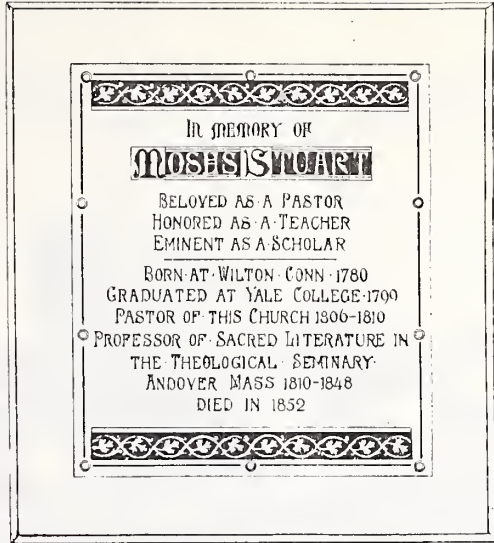 IN MEMORY OF
MOSES STUART
BELOVED AS A PASTOR
HONORED AS A TEACHER
EMINENT AS A SCHOLAR
BORN AT WILTON CONN 1780
GRADUATED AT YALE COLLEGE 1799
PASTOR OF THIS CHURCH 1806-1810
PROFESSOR OF SACRED LITERATURE IN
THE THEOLOGICAL SEMINARY
ANDOVER MASS 1810-1848
DIED IN 1852